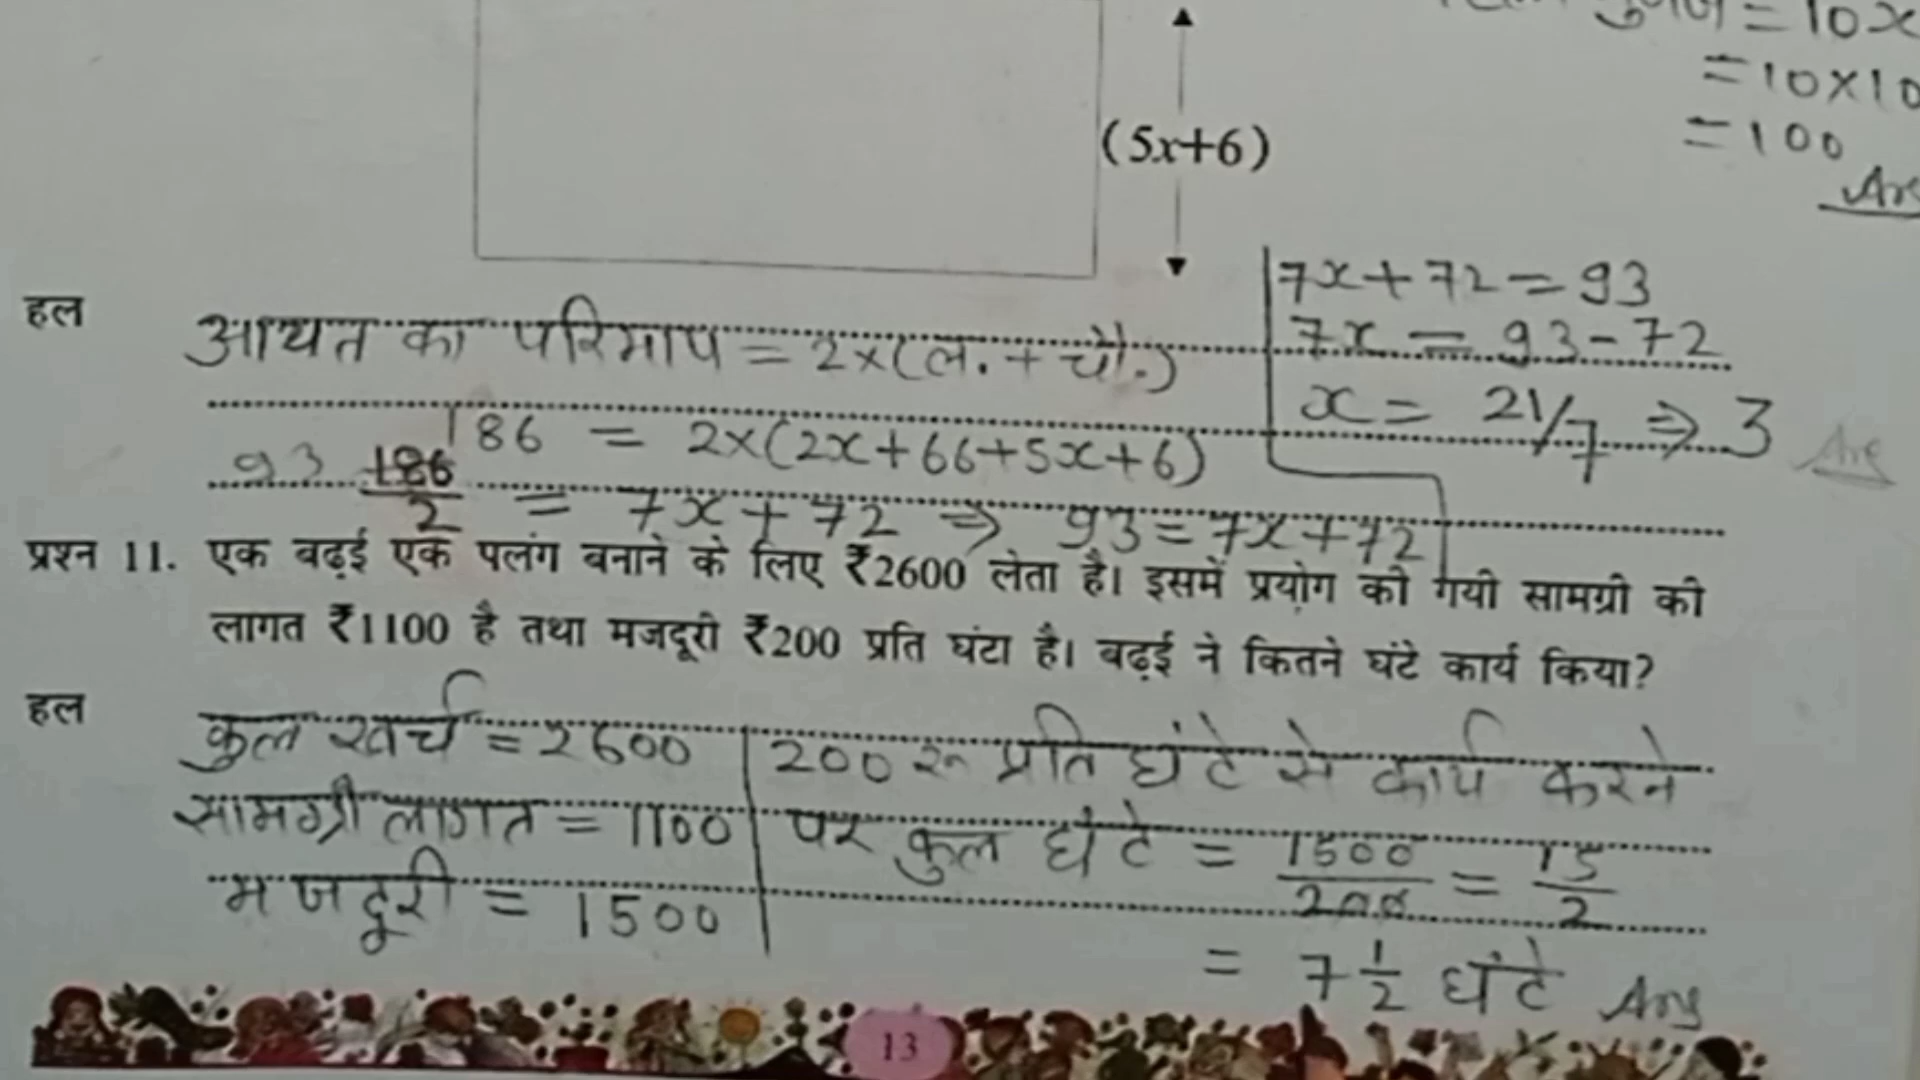 = 10x
= 10×10
= 100
Ans
(5x+6)
हल
आयत का परिमाप = 2×(ल. + चौ.)
186 = 2×(2x+66+5x+6)
93 186/2 = 7x+72 ⇒ 93=7x+72
7x+72=93
7x = 93-72
x = 21/7 ⇒ 3 Ans
प्रश्न 11. एक बढ़ई एक पलंग बनाने के लिए ₹2600 लेता है। इसमें प्रयोग की गयी सामग्री की
लागत ₹1100 है तथा मजदूरी ₹200 प्रति घंटा है। बढ़ई ने कितने घंटे कार्य किया?
हल
कुल खर्च = 2600
सामग्री लागत = 1100
मजदूरी = 1500
200 रू प्रति घंटे से कार्य करने
पर कुल घंटे = 1500/200 = 15/2
= 7 1/2 घंटे Ans
13